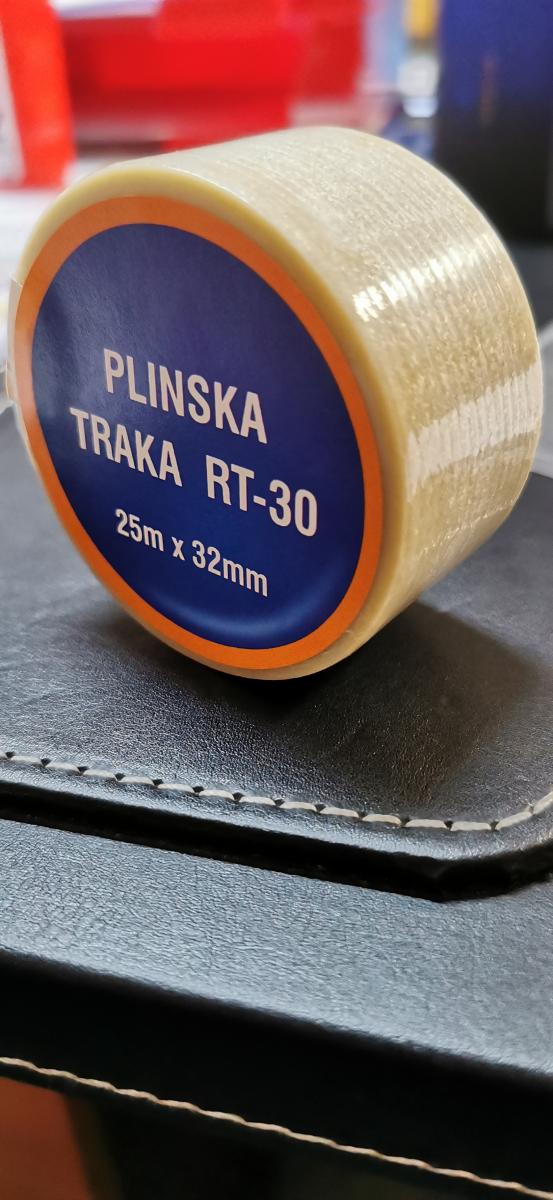 PLINSKA
TRAKA RT-30
25m x 32mm